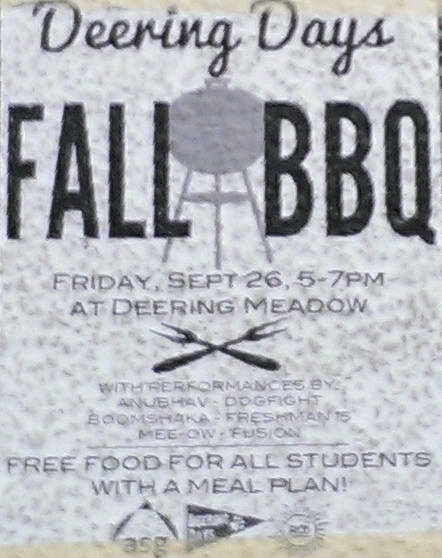 Deering Days
FALL BBQ
FRIDAY, SEPT 26, 5-7PM
AT DEERING MEADOW
WITH PERFORMANCES BY:
ANUBHAV - DOGFIGHT
BOOMSHAKA - FRESHMAN 15
MEE-OW - FUSION
FREE FOOD FOR ALL STUDENTS
WITH A MEAL PLAN!
asg